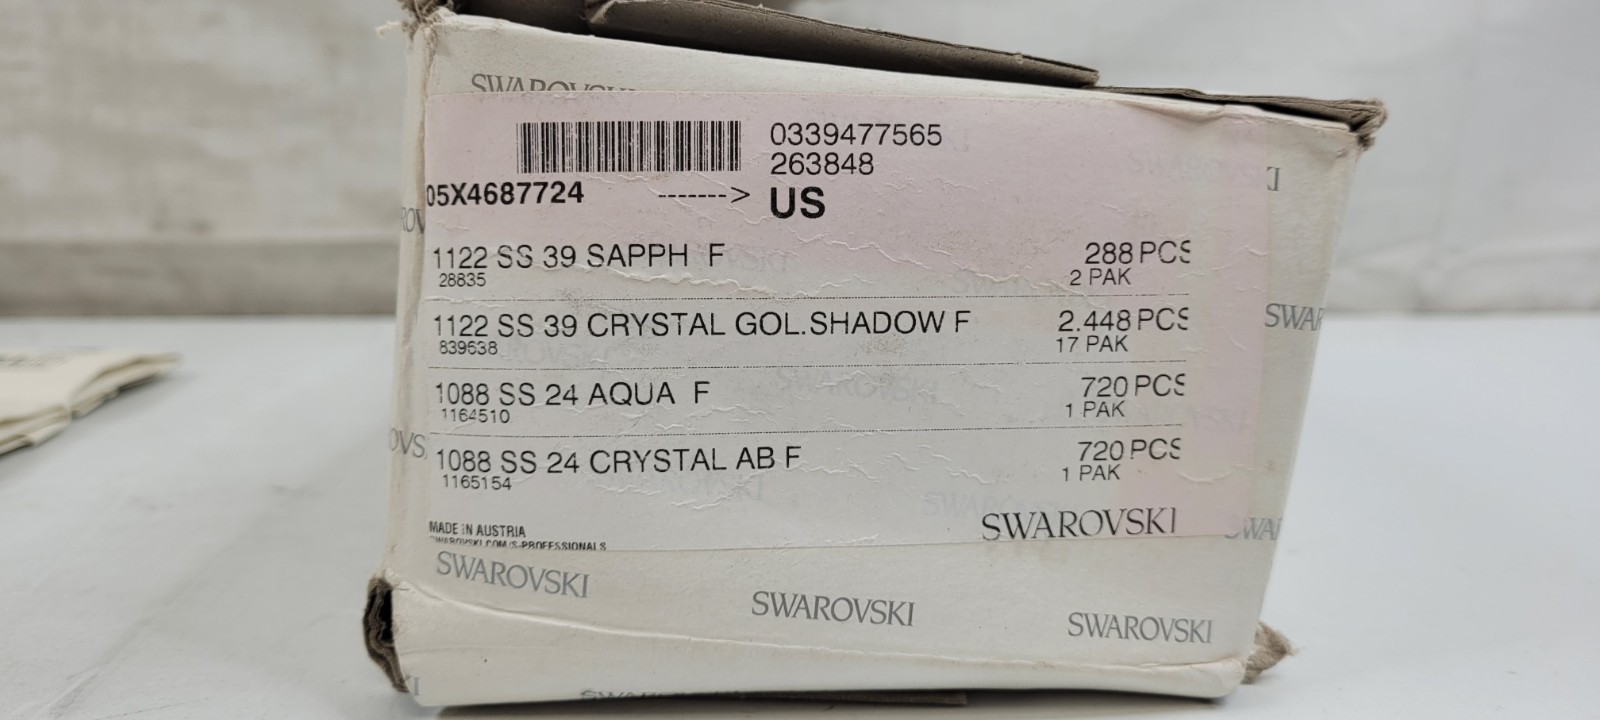 SWAROVSKI
0339477565
263848
05X4687724 -------> US
1122 SS 39 SAPPH F 288 PCS
28835 2 PAK
1122 SS 39 CRYSTAL GOL.SHADOW F 2.448 PCS
839638 17 PAK
1088 SS 24 AQUA F 720 PCS
1164510 1 PAK
1088 SS 24 CRYSTAL AB F 720 PCS
1165154 1 PAK
MADE IN AUSTRIA
SWAROVSKI.COM/S-PROFESSIONALS
SWAROVSKI
SWAROVSKI
SWAROVSKI
SWAROVSKI